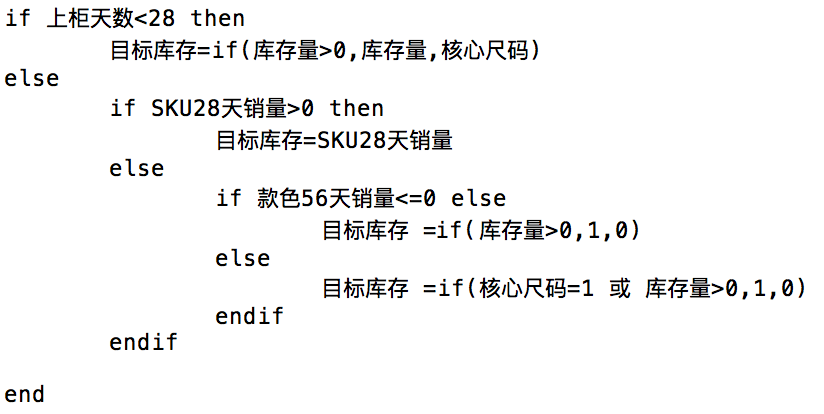 if 上柜天数<28 then
目标库存=if(库存量>0,库存量,核心尺码)
else
if SKU28天销量>0 then
目标库存=SKU28天销量
else
if 款色56天销量<=0 else
目标库存 =if(库存量>0,1,0)
else
目标库存 =if(核心尺码=1 或 库存量>0,1,0)
endif
endif
end